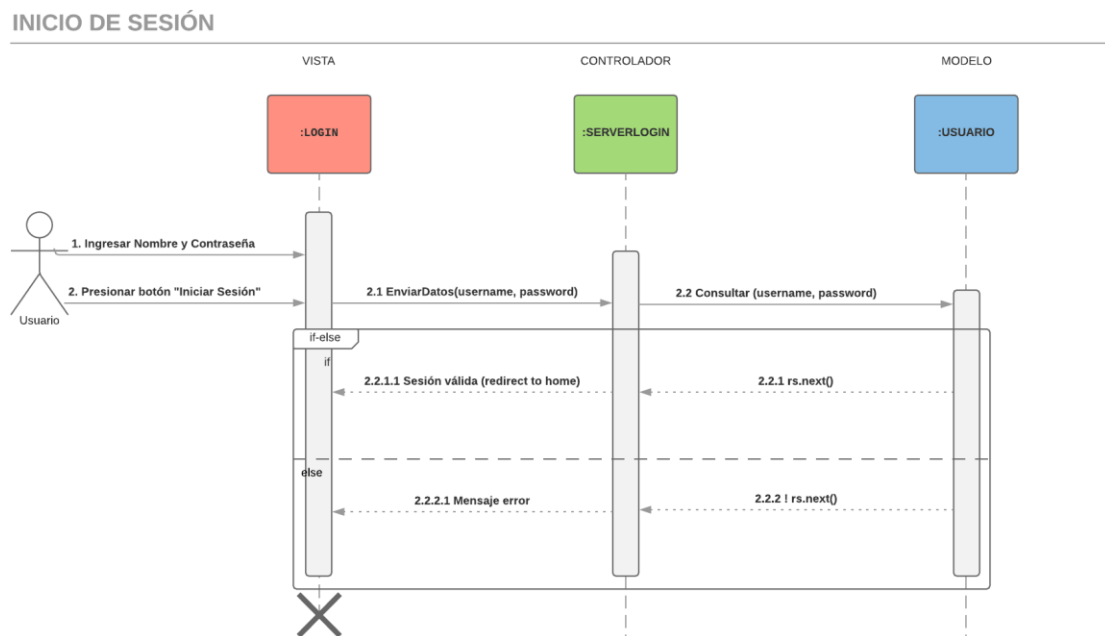 INICIO DE SESIÓN
VISTA
CONTROLADOR
MODELO
:LOGIN
:SERVERLOGIN
:USUARIO
1. Ingresar Nombre y Contraseña
2. Presionar botón "Iniciar Sesión"
2.1 EnviarDatos(username, password)
2.2 Consultar (username, password)
Usuario
if-else
if
2.2.1.1 Sesión válida (redirect to home)
2.2.1 rs.next()
else
2.2.2.1 Mensaje error
2.2.2 ! rs.next()